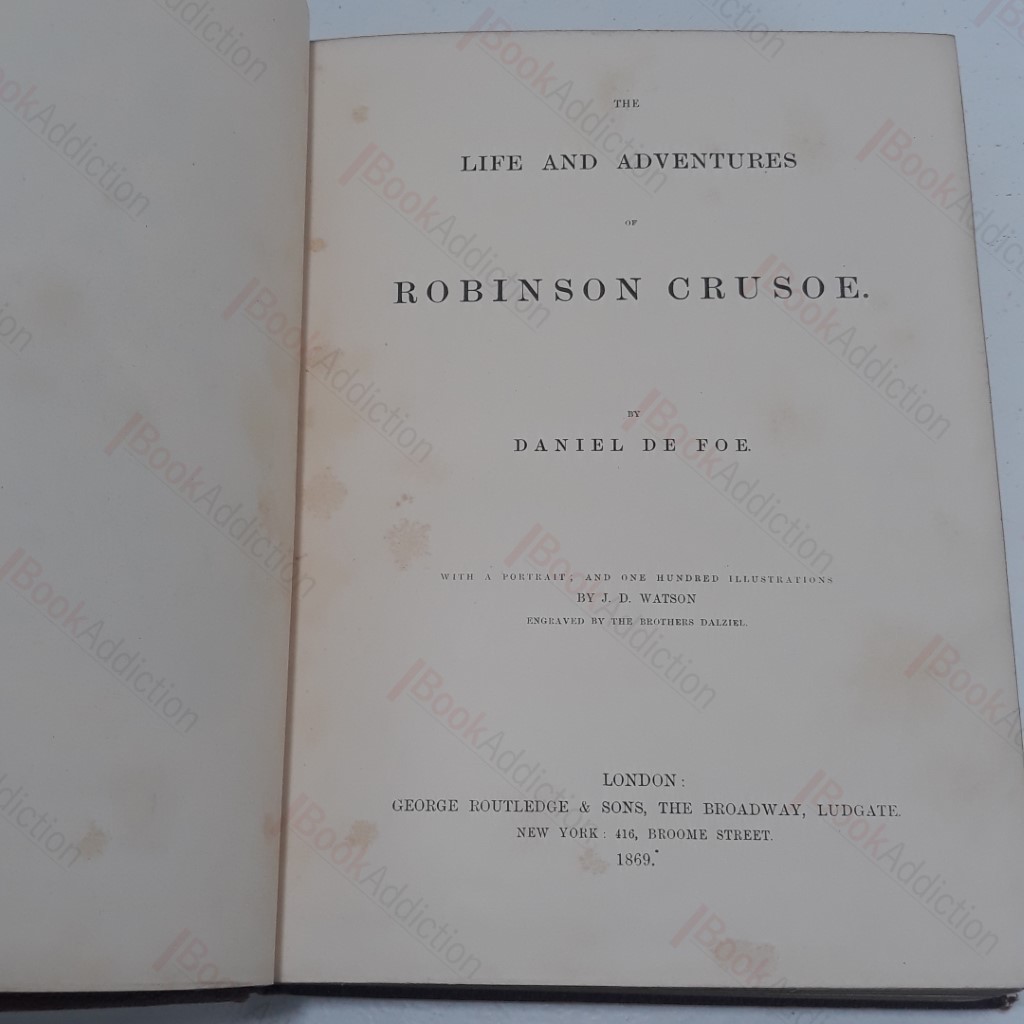 THE
LIFE AND ADVENTURES
OF
ROBINSON CRUSOE.
BY
DANIEL DE FOE.
WITH A PORTRAIT; AND ONE HUNDRED ILLUSTRATIONS
BY J. D. WATSON
ENGRAVED BY THE BROTHERS DALZIEL.
LONDON:
GEORGE ROUTLEDGE & SONS, THE BROADWAY, LUDGATE.
NEW YORK: 416, BROOME STREET.
1869.
BookAddiction